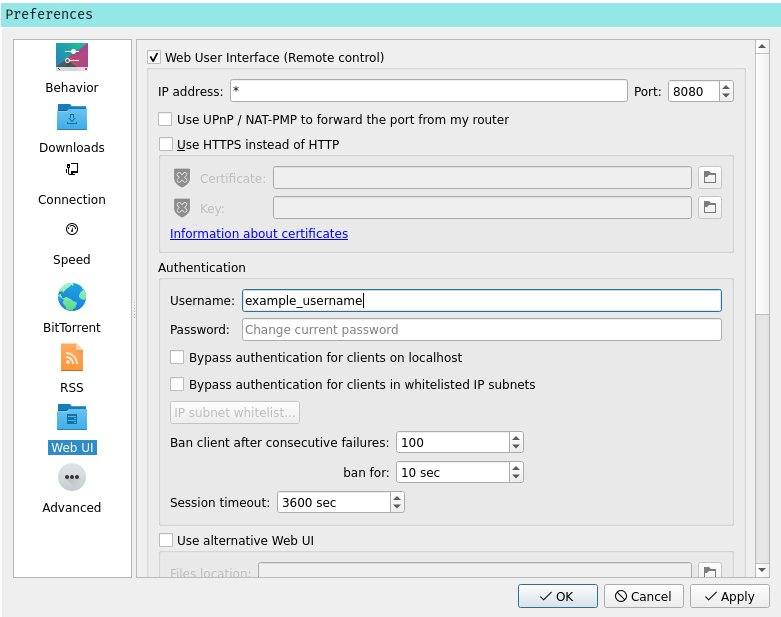 Preferences
Behavior
Downloads
Connection
Speed
BitTorrent
RSS
Web UI
Advanced
Web User Interface (Remote control)
IP address: * Port: 8080
Use UPnP / NAT-PMP to forward the port from my router
Use HTTPS instead of HTTP
Certificate:
Key:
Information about certificates
Authentication
Username: example_username
Password: Change current password
Bypass authentication for clients on localhost
Bypass authentication for clients in whitelisted IP subnets
IP subnet whitelist...
Ban client after consecutive failures: 100
ban for: 10 sec
Session timeout: 3600 sec
Use alternative Web UI
Files location:
OK Cancel Apply